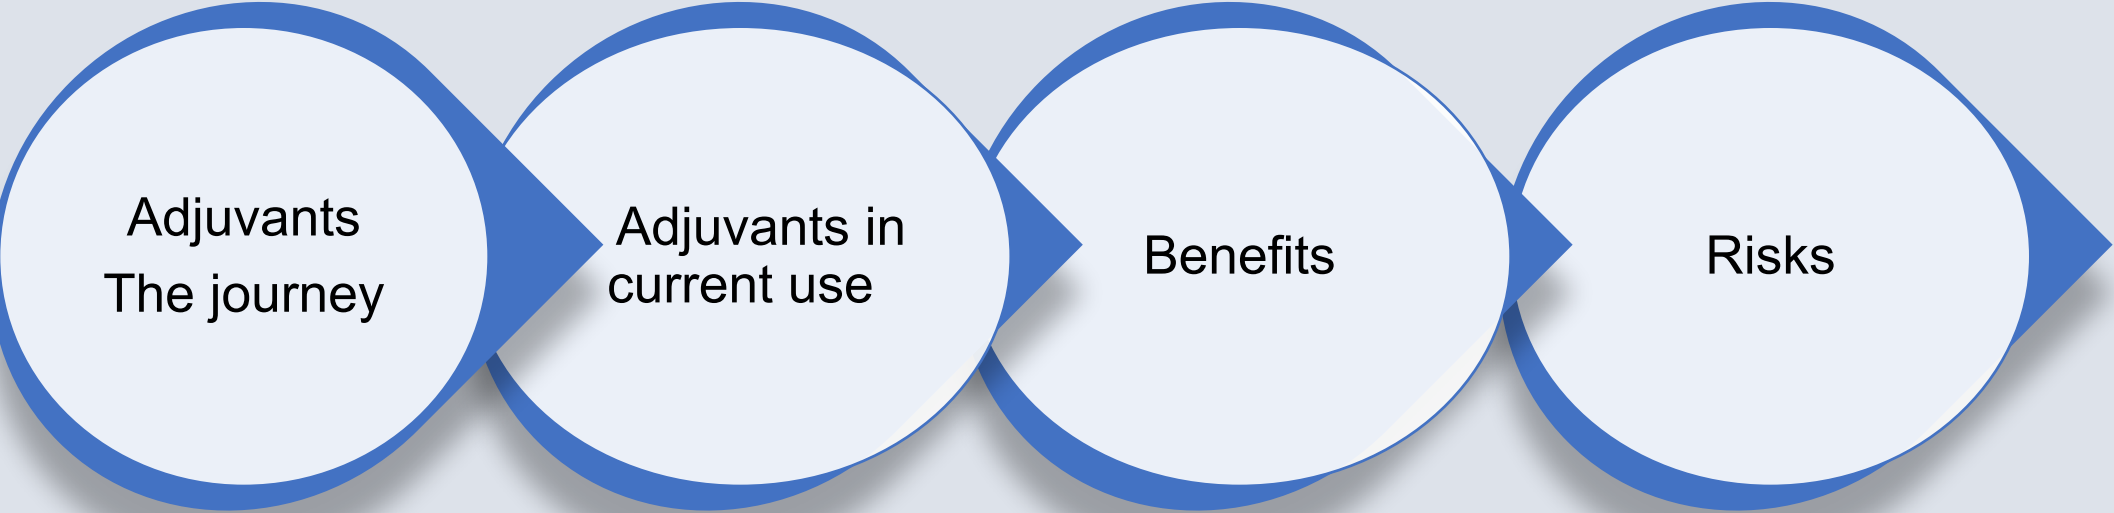 Adjuvants
The journey
Adjuvants in
current use
Benefits
Risks